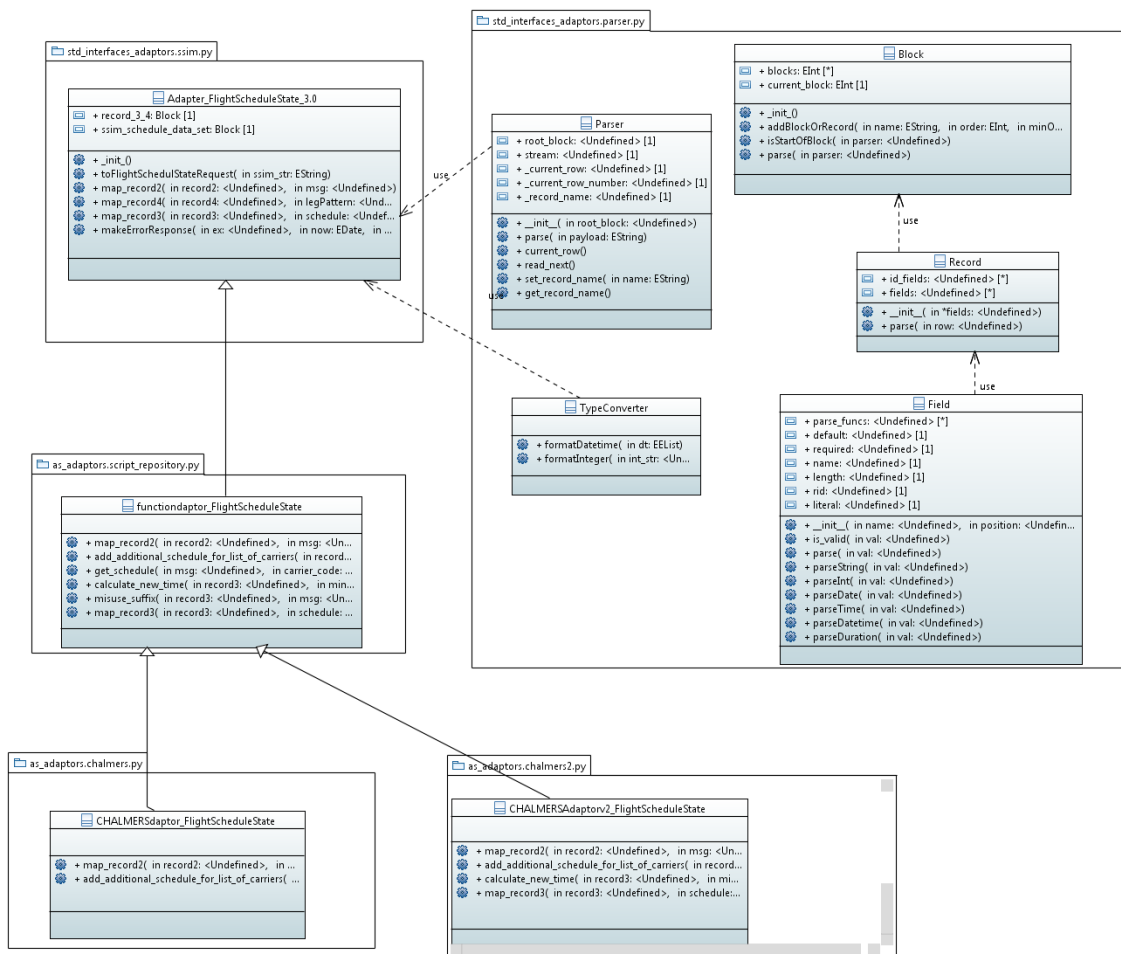 std_interfaces_adaptors.ssim.py
Adapter_FlightScheduleState_3.0
+ record_3_4: Block [1]
+ ssim_schedule_data_set: Block [1]
+ _init_()
+ toFlightSchedulStateRequest( in ssim_str: EString)
+ map_record2( in record2: <Undefined>, in msg: <Undefined>)
+ map_record4( in record4: <Undefined>, in legPattern: <Und...
+ map_record3( in record3: <Undefined>, in schedule: <Undef...
+ makeErrorResponse( in ex: <Undefined>, in now: EDate, in ...
std_interfaces_adaptors.parser.py
Parser
+ root_block: <Undefined> [1]
+ stream: <Undefined> [1]
+ _current_row: <Undefined> [1]
+ _current_row_number: <Undefined> [1]
+ _record_name: <Undefined> [1]
+ __init__( in root_block: <Undefined>)
+ parse( in payload: EString)
+ current_row()
+ read_next()
+ set_record_name( in name: EString)
+ get_record_name()
use
use
Block
+ blocks: EInt [*]
+ current_block: EInt [1]
+ _init_()
+ addBlockOrRecord( in name: EString, in order: EInt, in minO...
+ isStartOfBlock( in parser: <Undefined>)
+ parse( in parser: <Undefined>)
use
Record
+ id_fields: <Undefined> [*]
+ fields: <Undefined> [*]
+ __init__( in *fields: <Undefined>)
+ parse( in row: <Undefined>)
use
TypeConverter
+ formatDatetime( in dt: EEList)
+ formatInteger( in int_str: <Un...
Field
+ parse_funcs: <Undefined> [*]
+ default: <Undefined> [1]
+ required: <Undefined> [1]
+ name: <Undefined> [1]
+ length: <Undefined> [1]
+ rid: <Undefined> [1]
+ literal: <Undefined> [1]
+ __init__( in name: <Undefined>, in position: <Undefin...
+ is_valid( in val: <Undefined>)
+ parse( in val: <Undefined>)
+ parseString( in val: <Undefined>)
+ parseInt( in val: <Undefined>)
+ parseDate( in val: <Undefined>)
+ parseTime( in val: <Undefined>)
+ parseDatetime( in val: <Undefined>)
+ parseDuration( in val: <Undefined>)
as_adaptors.script_repository.py
functiondaptor_FlightScheduleState
+ map_record2( in record2: <Undefined>, in msg: <Un...
+ add_additional_schedule_for_list_of_carriers( in record...
+ get_schedule( in msg: <Undefined>, in carrier_code: ...
+ calculate_new_time( in record3: <Undefined>, in min...
+ misuse_suffix( in record3: <Undefined>, in msg: <Un...
+ map_record3( in record3: <Undefined>, in schedule: ...
as_adaptors.chalmers.py
CHALMERSdaptor_FlightScheduleState
+ map_record2( in record2: <Undefined>, in ...
+ add_additional_schedule_for_list_of_carriers( ...
as_adaptors.chalmers2.py
CHALMERSAdaptorv2_FlightScheduleState
+ map_record2( in record2: <Undefined>, in msg: <Un...
+ add_additional_schedule_for_list_of_carriers( in record...
+ calculate_new_time( in record3: <Undefined>, in mi...
+ map_record3( in record3: <Undefined>, in schedule:...